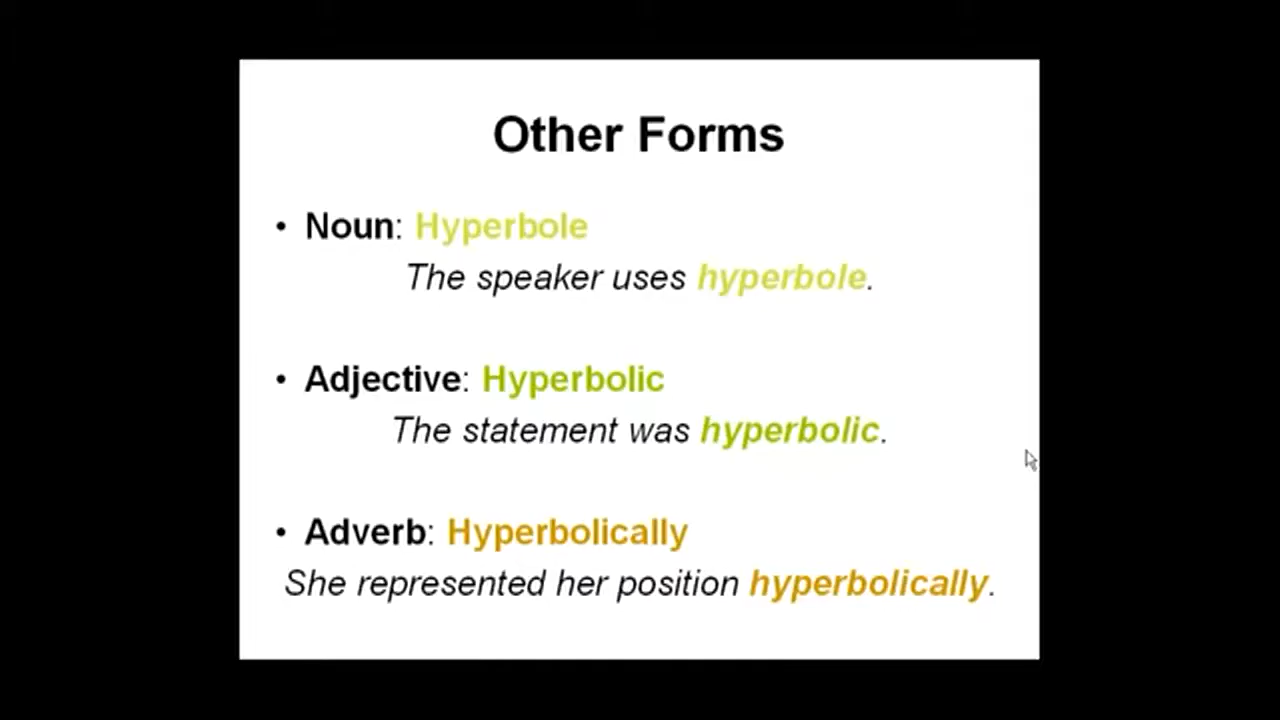 Other Forms
• Noun: Hyperbole
The speaker uses hyperbole.
• Adjective: Hyperbolic
The statement was hyperbolic.
• Adverb: Hyperbolically
She represented her position hyperbolically.